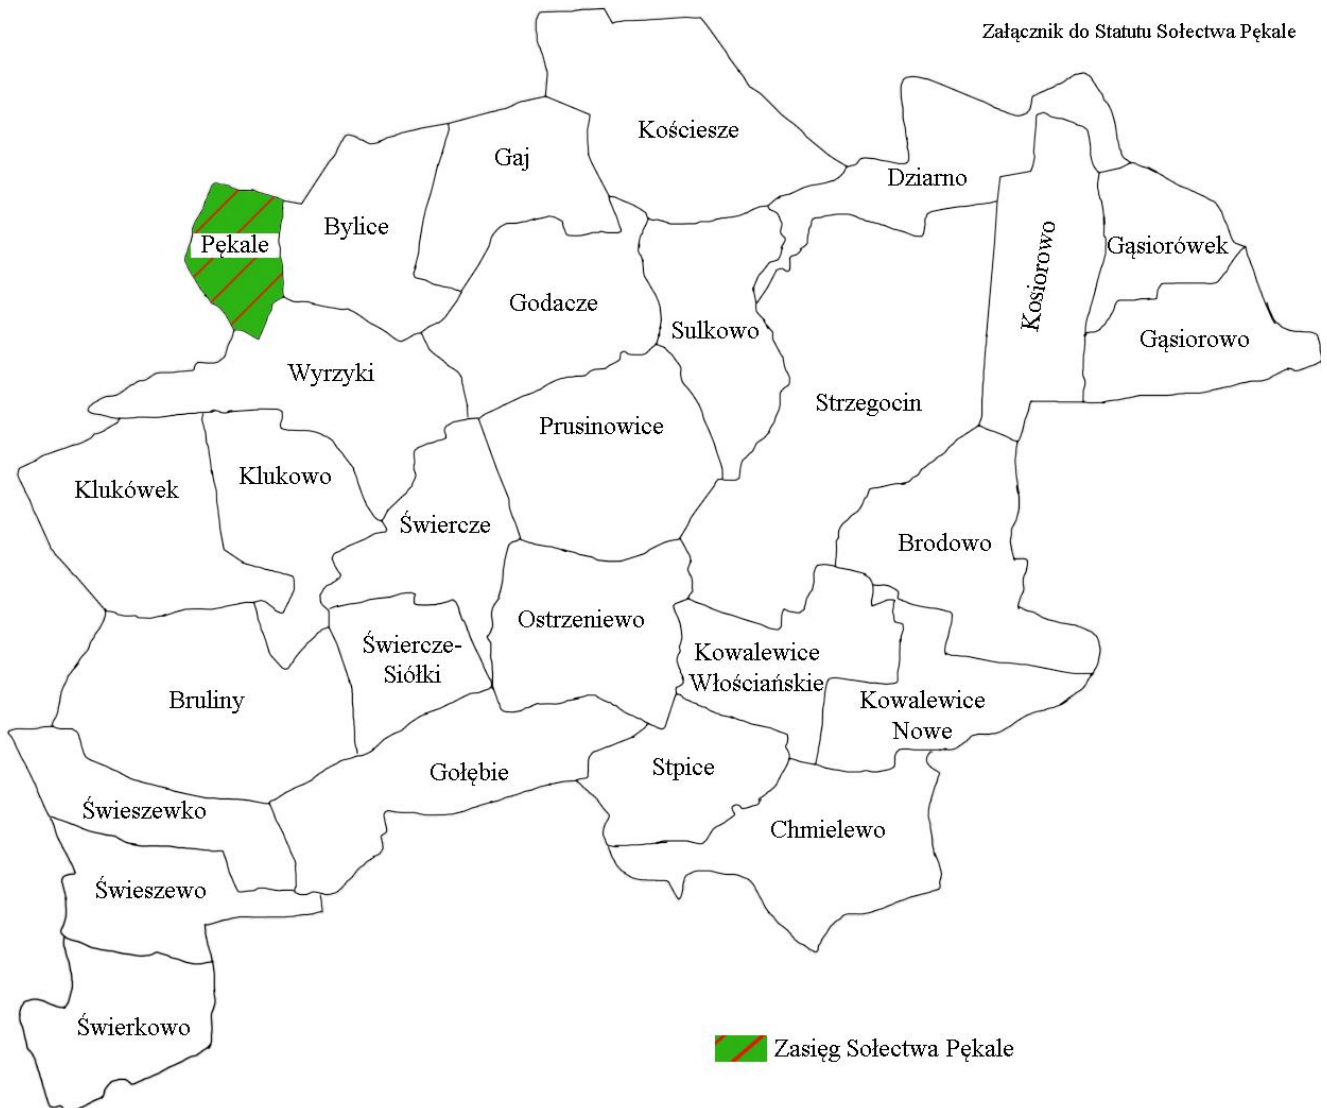 Załącznik do Statutu Sołectwa Pękale
Kościesze
Gaj
Dziarno
Bylice
Pękale
Gąsiorówek
Kosiorowo
Godacze
Sulkowo
Gąsiorowo
Wyrzyki
Strzegocin
Prusinowice
Klukowo
Klukówek
Świercze
Brodowo
Ostrzeniewo
Świercze-
Siółki
Kowalewice
Włościańskie
Bruliny
Kowalewice
Nowe
Gołębie
Stpice
Świeszewko
Chmielewo
Świeszewo
Świerkowo
Zasięg Sołectwa Pękale